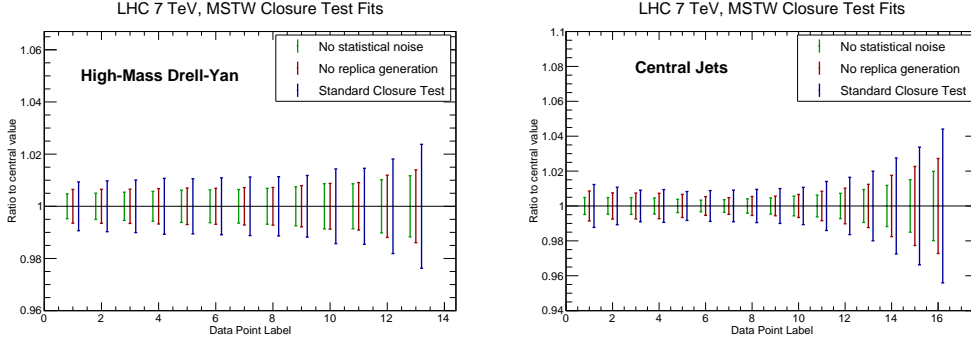 LHC 7 TeV, MSTW Closure Test Fits
1.06
1.04
1.02
1
0.98
0.96
Ratio to central value
High-Mass Drell-Yan
No statistical noise
No replica generation
Standard Closure Test
0 2 4 6 8 10 12 14
Data Point Label
LHC 7 TeV, MSTW Closure Test Fits
1.1
1.08
1.06
1.04
1.02
1
0.98
0.96
0.94
Ratio to central value
Central Jets
No statistical noise
No replica generation
Standard Closure Test
0 2 4 6 8 10 12 14 16
Data Point Label